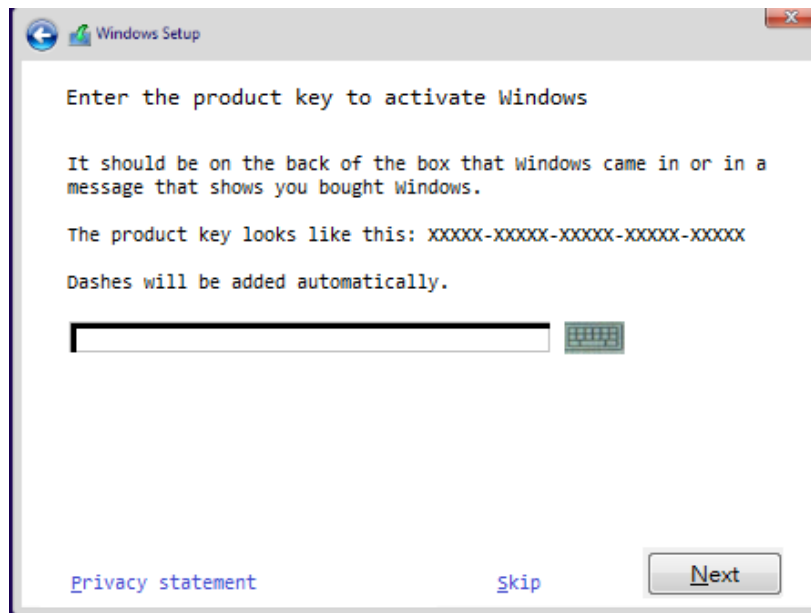 Windows Setup
Enter the product key to activate Windows
It should be on the back of the box that Windows came in or in a
message that shows you bought Windows.
The product key looks like this: XXXXX-XXXXX-XXXXX-XXXXX-XXXXX
Dashes will be added automatically.
Privacy statement
Skip
Next